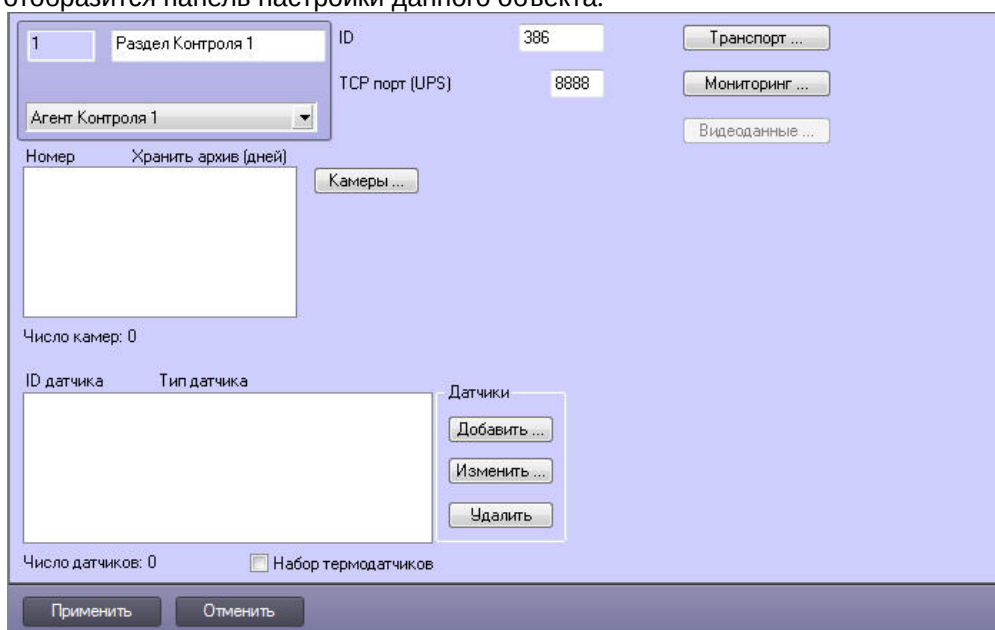 отобразится панель настройки данного объекта.
1 Раздел Контроля 1 ID 386 Транспорт ...
TCP порт (UPS) 8888 Мониторинг ...
Агент Контроля 1 Видеоданные ...
Номер Хранить архив (дней)
Камеры ...
Число камер: 0
ID датчика Тип датчика
Датчики
Добавить ...
Изменить ...
Удалить
Число датчиков: 0 Набор термодатчиков
Применить Отменить